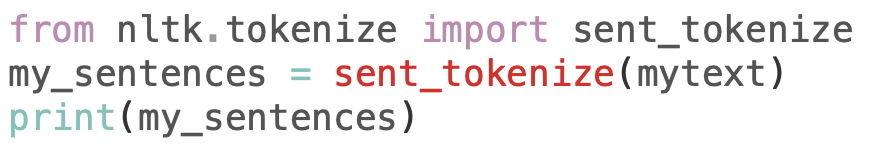 from nltk.tokenize import sent_tokenize
my_sentences = sent_tokenize(mytext)
print(my_sentences)